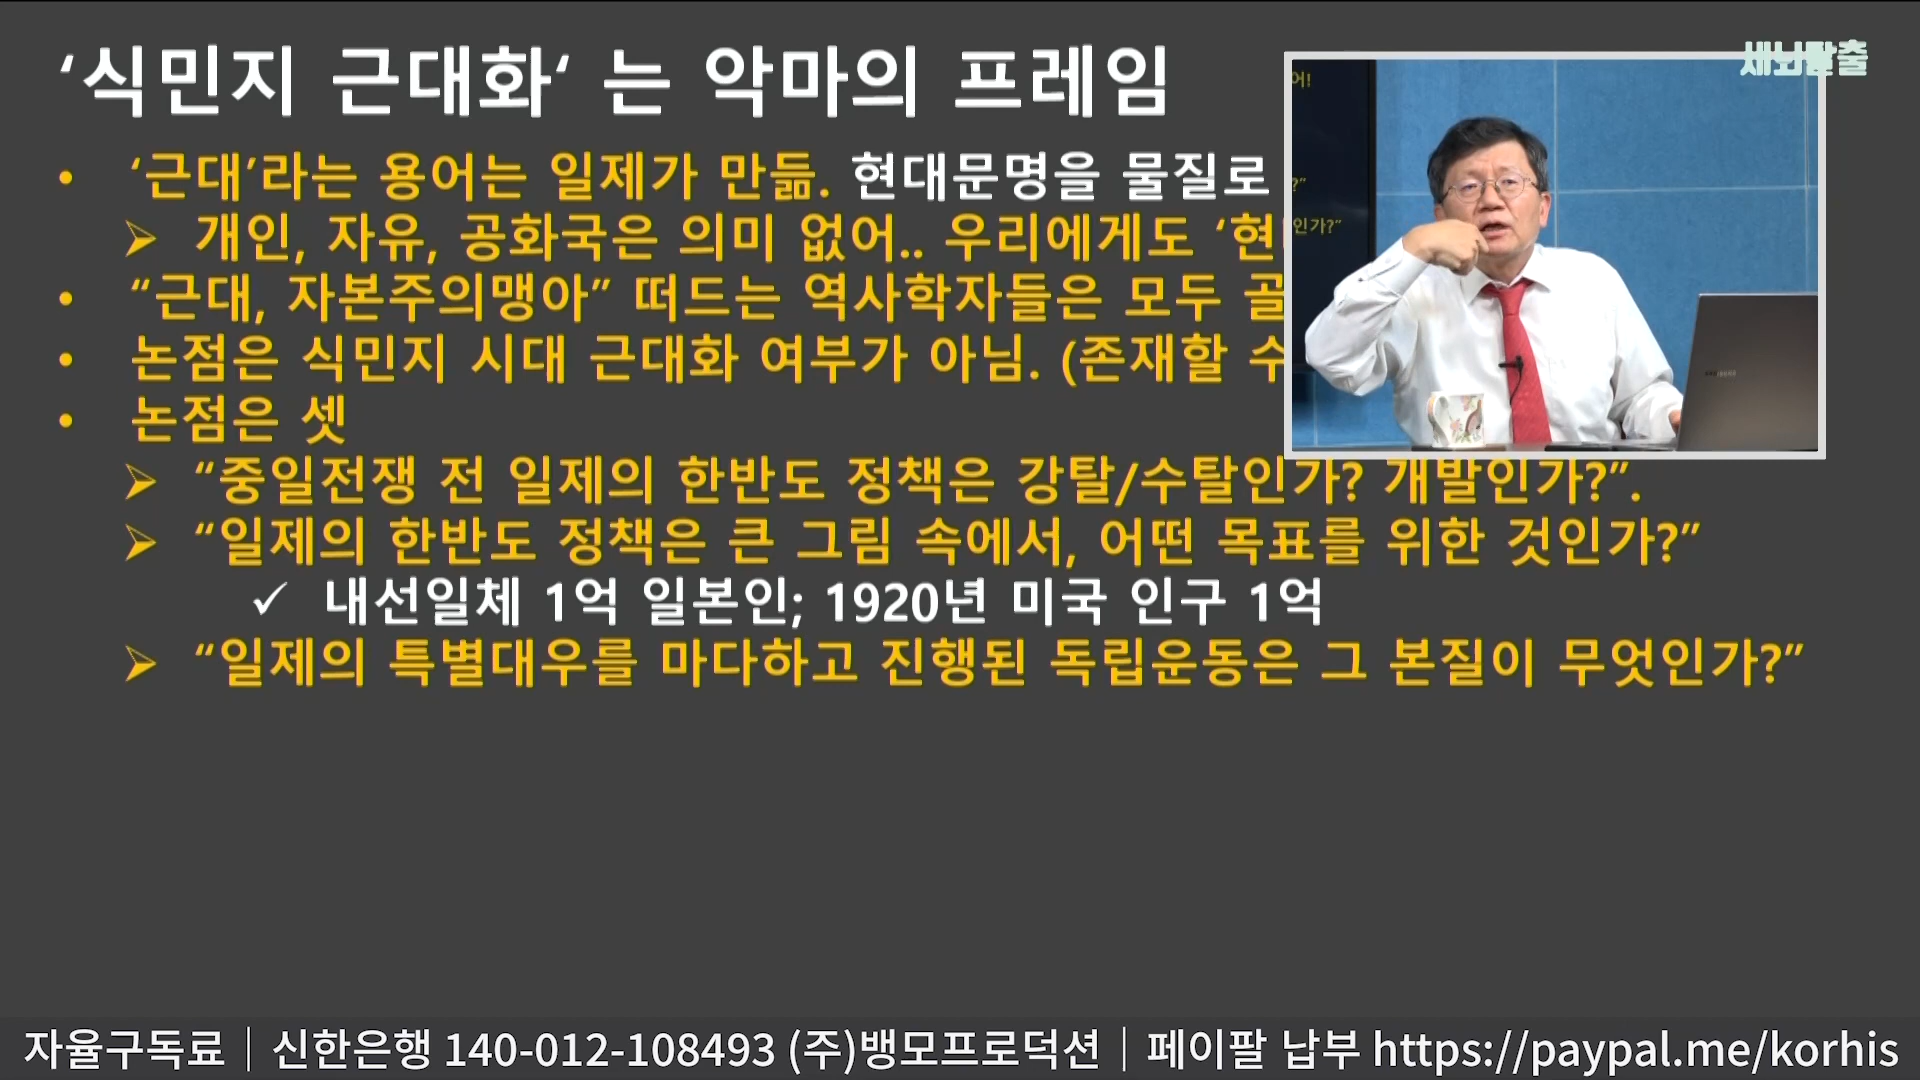 ‘식민지 근대화‘ 는 악마의 프레임
세뇌탈출
• ‘근대’라는 용어는 일제가 만듦. 현대문명을 물질로
➢ 개인, 자유, 공화국은 의미 없어.. 우리에게도 ‘현
• “근대, 자본주의맹아” 떠드는 역사학자들은 모두 골
• 논점은 식민지 시대 근대화 여부가 아님. (존재할 수
• 논점은 셋
➢ “중일전쟁 전 일제의 한반도 정책은 강탈/수탈인가? 개발인가?”.
➢ “일제의 한반도 정책은 큰 그림 속에서, 어떤 목표를 위한 것인가?”
✓ 내선일체 1억 일본인; 1920년 미국 인구 1억
➢ “일제의 특별대우를 마다하고 진행된 독립운동은 그 본질이 무엇인가?”
어!
?”
인가?”
자율구독료｜신한은행 140-012-108493 (주)뱅모프로덕션｜페이팔 납부 https://paypal.me/korhis